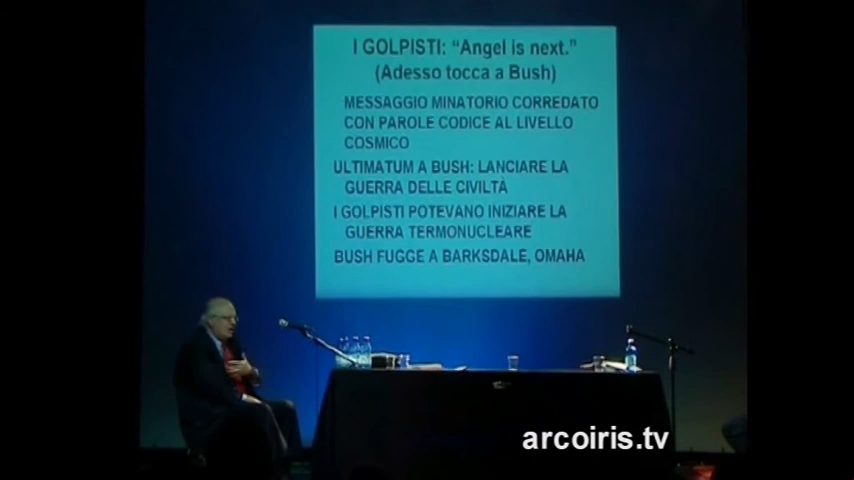 I GOLPISTI: “Angel is next.”
(Adesso tocca a Bush)
MESSAGGIO MINATORIO CORREDATO
CON PAROLE CODICE AL LIVELLO
COSMICO
ULTIMATUM A BUSH: LANCIARE LA
GUERRA DELLE CIVILTÀ
I GOLPISTI POTEVANO INIZIARE LA
GUERRA TERMONUCLEARE
BUSH FUGGE A BARKSDALE, OMAHA
arcoiris.tv